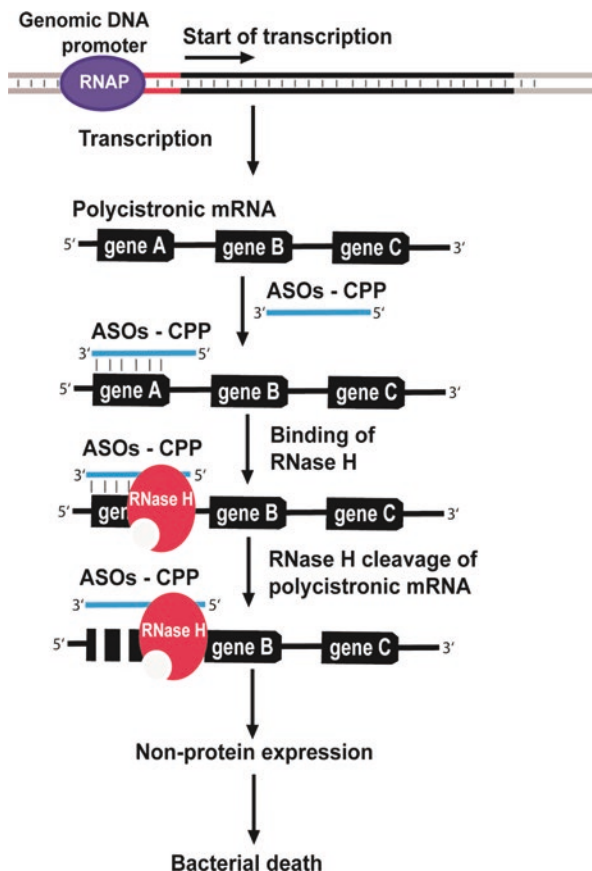 Genomic DNA
promoter
Start of transcription
RNAP
Transcription
Polycistronic mRNA
5‘ gene A gene B gene C 3‘
ASOs - CPP
3‘ 5‘
ASOs - CPP
3‘ 5‘
5‘ gene A gene B gene C 3‘
Binding of
RNase H
ASOs - CPP
3‘ 5‘
5‘ gen RNase H gene B gene C 3‘
RNase H cleavage of
polycistronic mRNA
ASOs - CPP
3‘ 5‘
RNase H
5‘ gene B gene C 3‘
Non-protein expression
Bacterial death